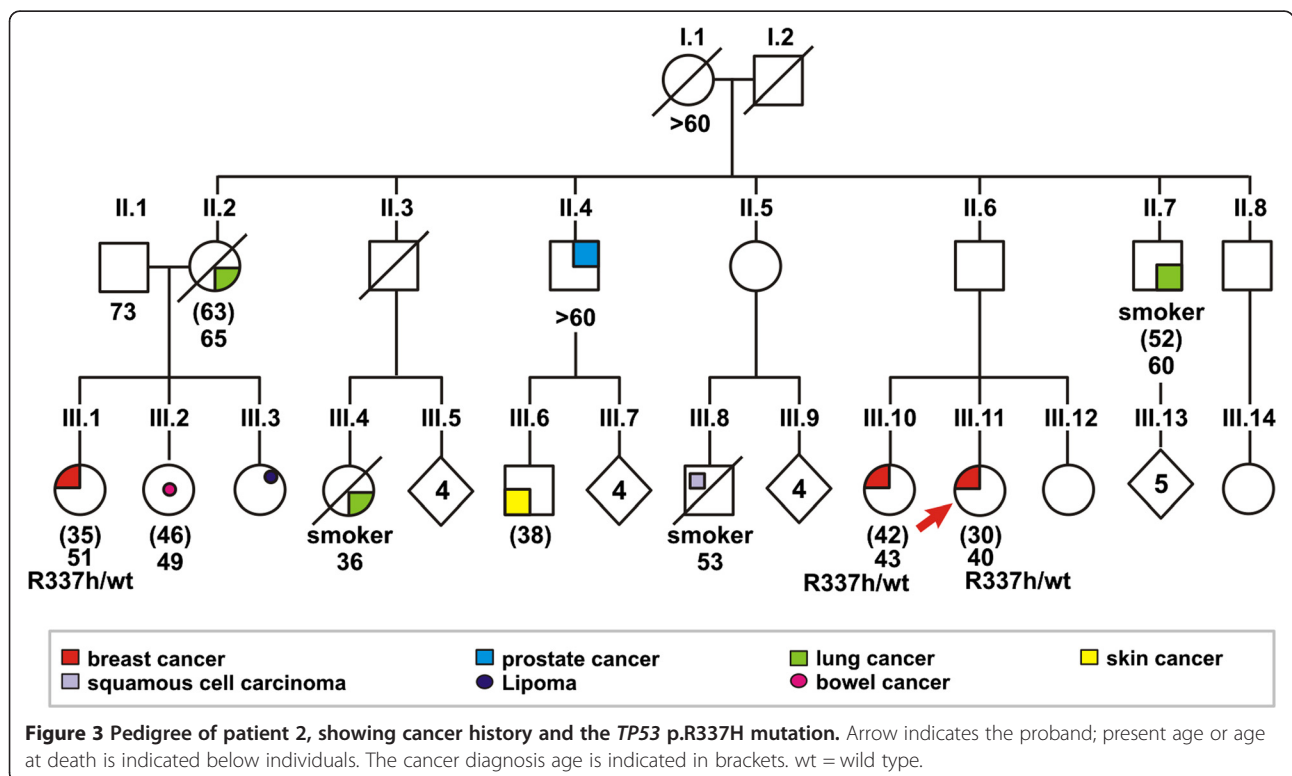 I.1 I.2
>60
II.1 II.2 II.3 II.4 II.5 II.6 II.7 II.8
73 (63) >60 smoker
65 (52)
60
III.1 III.2 III.3 III.4 III.5 III.6 III.7 III.8 III.9 III.10 III.11 III.12 III.13 III.14
4 4 4 5
(35) (46) smoker (38) smoker (42) (30)
51 49 36 53 43 40
R337h/wt R337h/wt R337h/wt
breast cancer prostate cancer lung cancer skin cancer
squamous cell carcinoma Lipoma bowel cancer
Figure 3 Pedigree of patient 2, showing cancer history and the TP53 p.R337H mutation. Arrow indicates the proband; present age or age
at death is indicated below individuals. The cancer diagnosis age is indicated in brackets. wt = wild type.